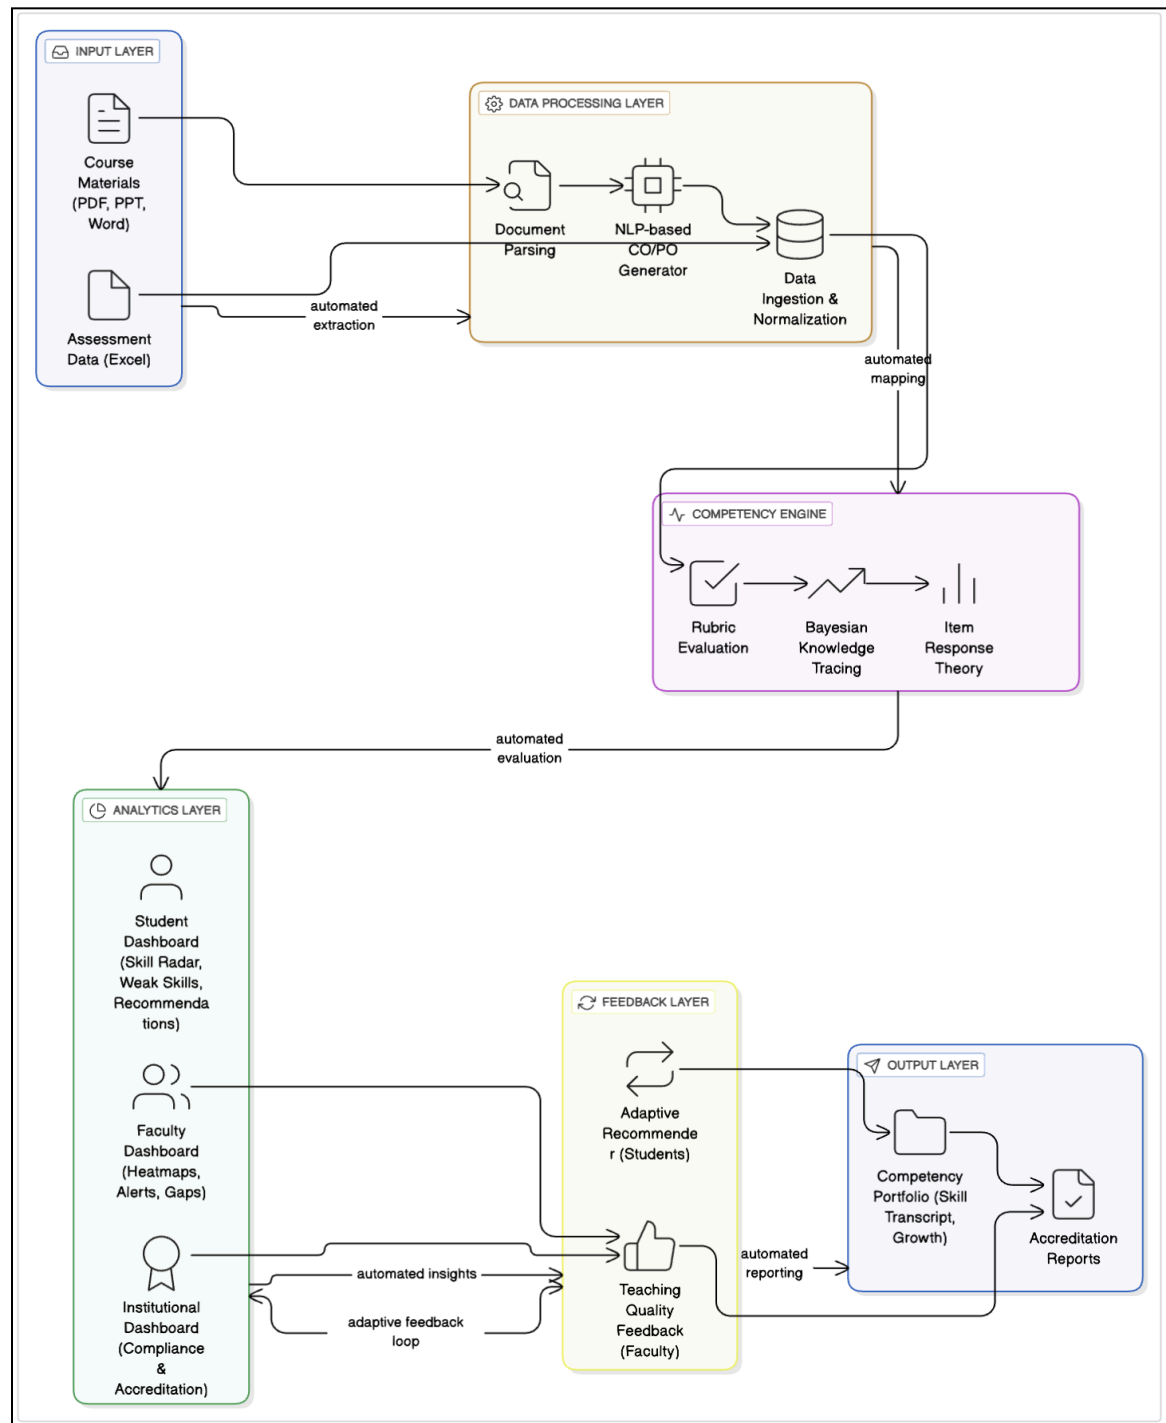 INPUT LAYER
Course
Materials
(PDF, PPT,
Word)
Assessment
Data (Excel)
automated
extraction
DATA PROCESSING LAYER
Document
Parsing
NLP-based
CO/PO
Generator
Data
Ingestion &
Normalization
automated
mapping
COMPETENCY ENGINE
Rubric
Evaluation
Bayesian
Knowledge
Tracing
Item
Response
Theory
automated
evaluation
ANALYTICS LAYER
Student
Dashboard
(Skill Radar,
Weak Skills,
Recommenda
tions)
Faculty
Dashboard
(Heatmaps,
Alerts, Gaps)
Institutional
Dashboard
(Compliance
&
Accreditation)
automated insights
adaptive feedback
loop
FEEDBACK LAYER
Adaptive
Recommende
r (Students)
Teaching
Quality
Feedback
(Faculty)
automated
reporting
OUTPUT LAYER
Competency
Portfolio (Skill
Transcript,
Growth)
Accreditation
Reports